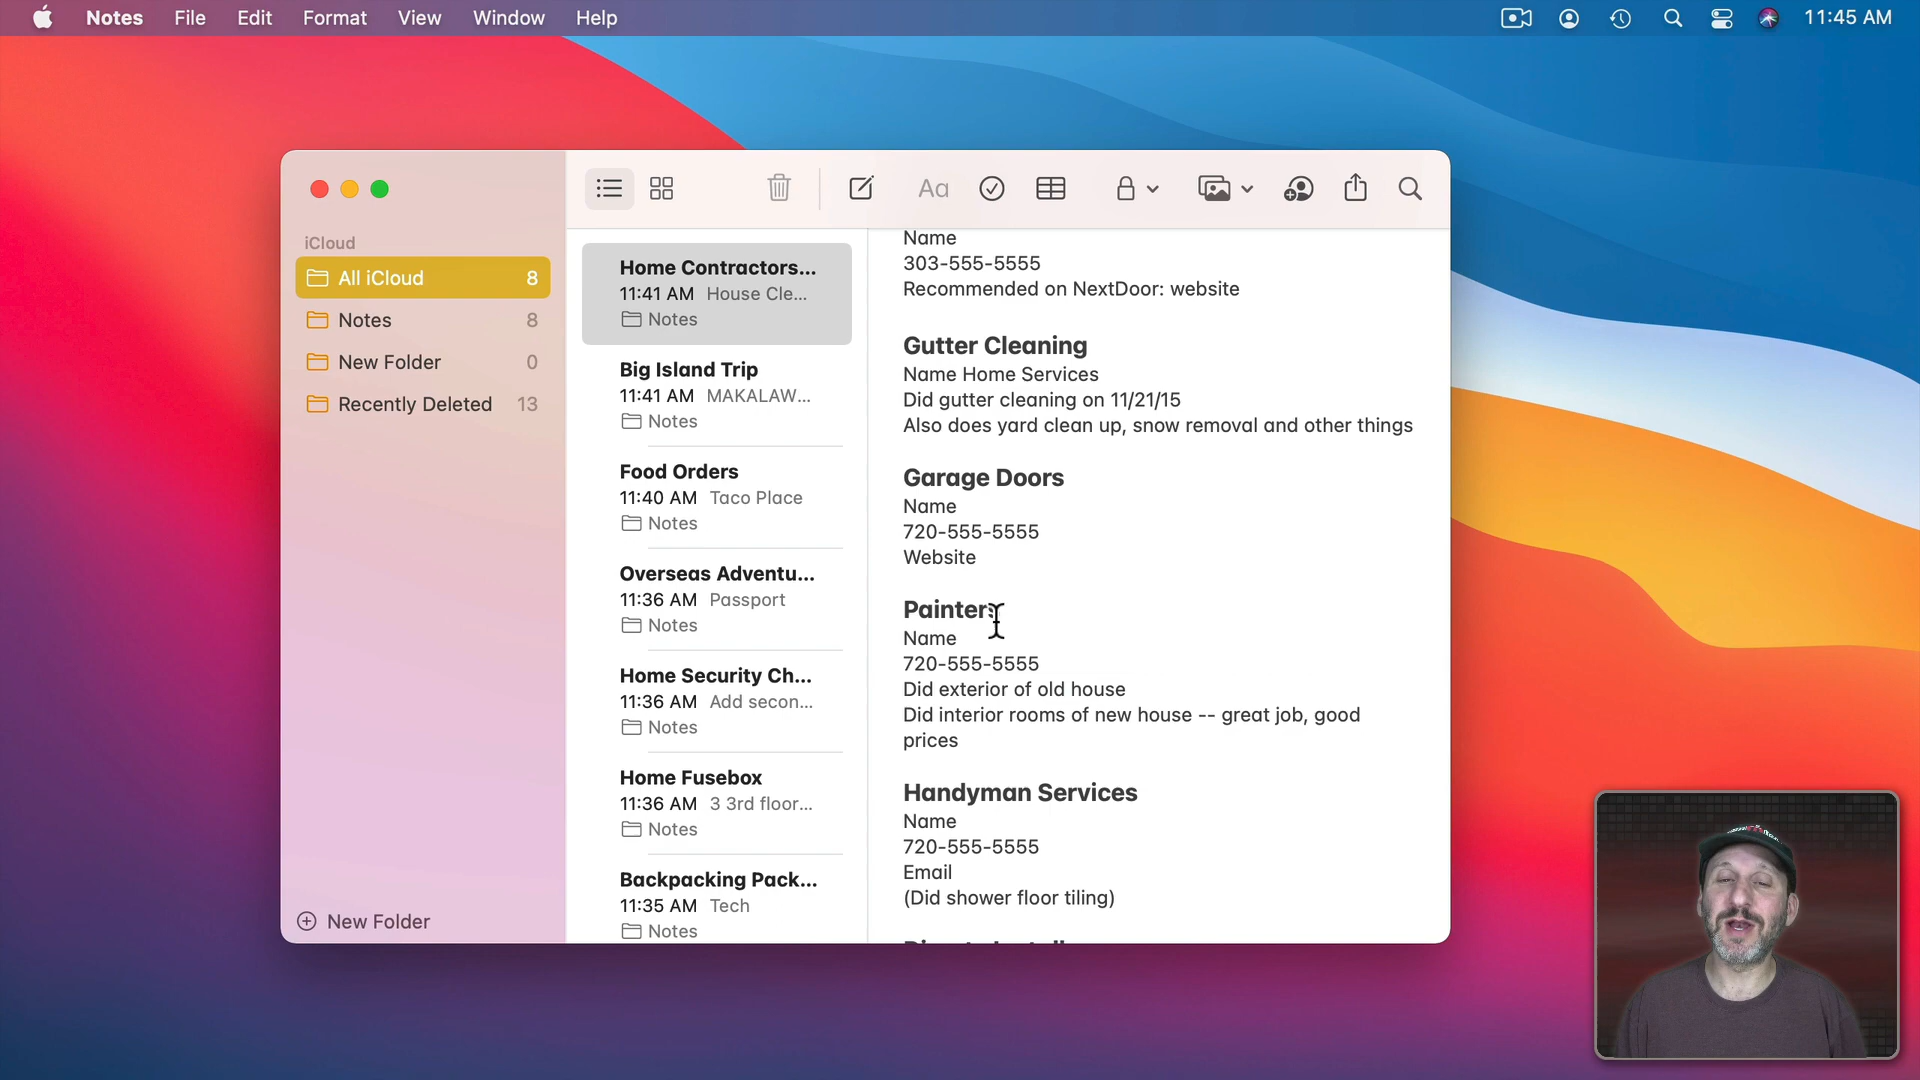 Notes File Edit Format View Window Help 11:45 AM
iCloud
All iCloud 8
Notes 8
New Folder 0
Recently Deleted 13
New Folder
Aa
Home Contractors...
11:41 AM House Cle...
Notes
Big Island Trip
11:41 AM MAKALAW...
Notes
Food Orders
11:40 AM Taco Place
Notes
Overseas Adventu...
11:36 AM Passport
Notes
Home Security Ch...
11:36 AM Add secon...
Notes
Home Fusebox
11:36 AM 3 3rd floor...
Notes
Backpacking Pack...
11:35 AM Tech
Notes
Name
303-555-5555
Recommended on NextDoor: website
Gutter Cleaning
Name Home Services
Did gutter cleaning on 11/21/15
Also does yard clean up, snow removal and other things
Garage Doors
Name
720-555-5555
Website
Painters
Name
720-555-5555
Did exterior of old house
Did interior rooms of new house -- great job, good
prices
Handyman Services
Name
720-555-5555
Email
(Did shower floor tiling)